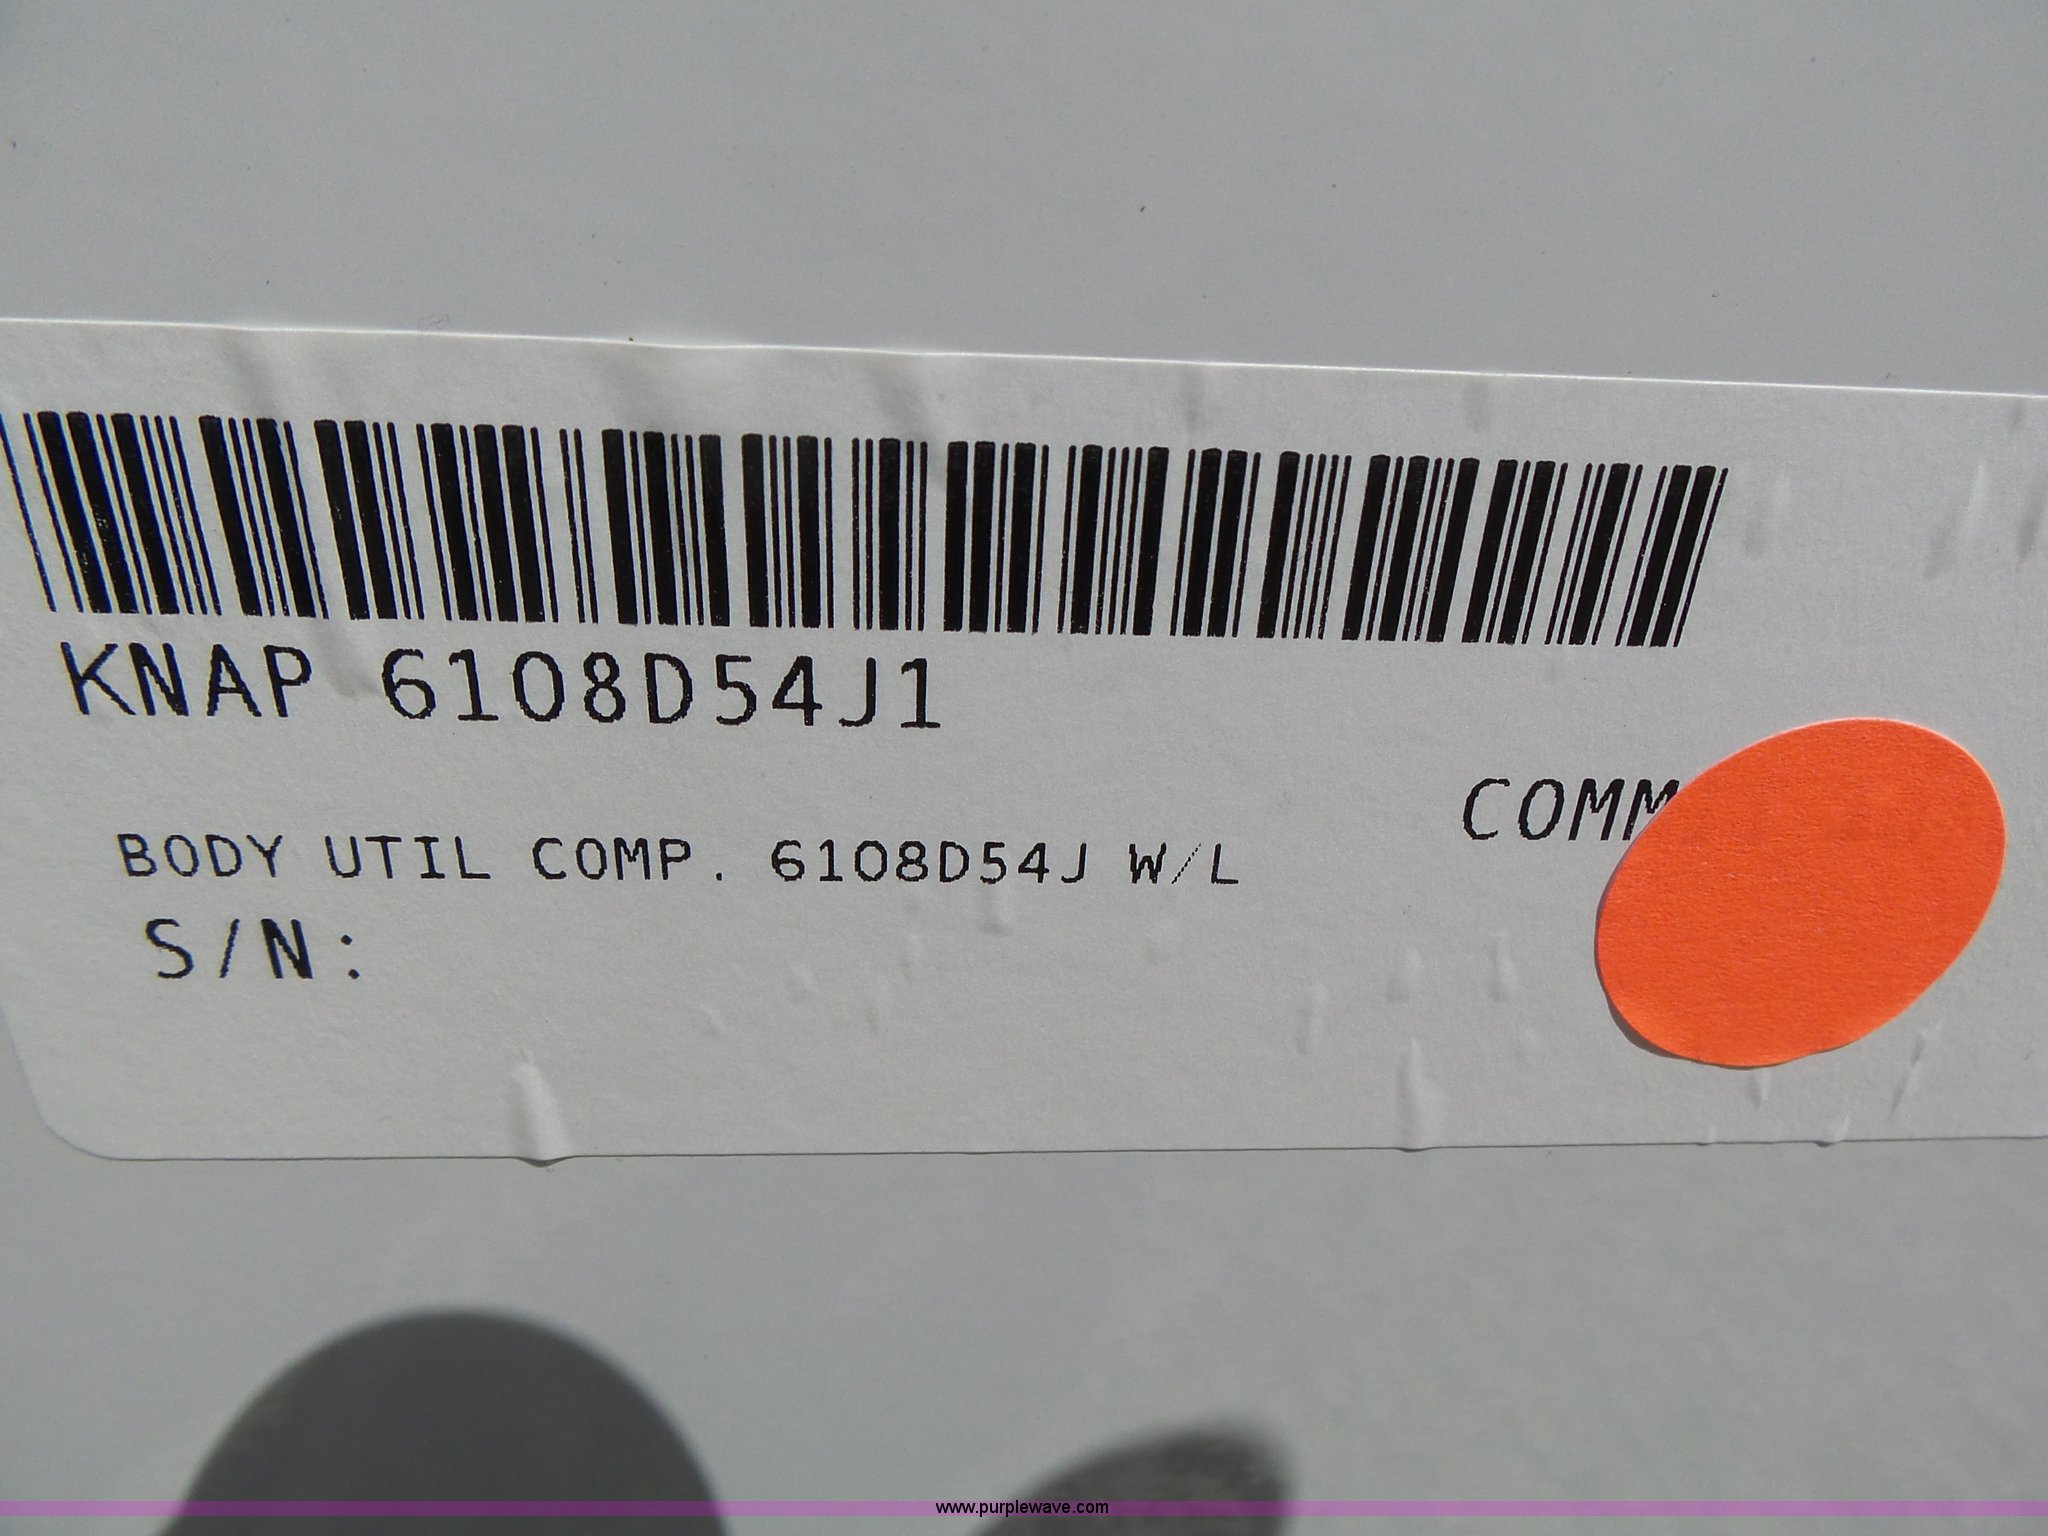 KNAP 6108D54J1
COMM
BODY UTIL COMP. 6108D54J W/L
S/N:
www.purplewave.com